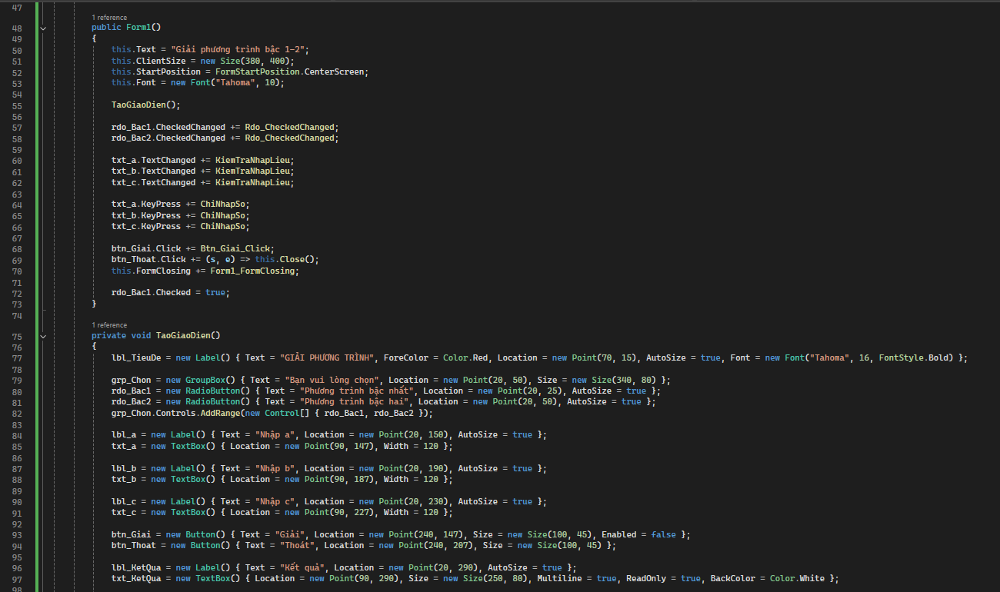 47
1 reference
48 public Form1()
49 {
50 this.Text = "Giải phương trình bậc 1-2";
51 this.ClientSize = new Size(380, 400);
52 this.StartPosition = FormStartPosition.CenterScreen;
53 this.Font = new Font("Tahoma", 10);
54
55 TaoGiaoDien();
56
57 rdo_Bac1.CheckedChanged += Rdo_CheckedChanged;
58 rdo_Bac2.CheckedChanged += Rdo_CheckedChanged;
59
60 txt_a.TextChanged += KiemTraNhapLieu;
61 txt_b.TextChanged += KiemTraNhapLieu;
62 txt_c.TextChanged += KiemTraNhapLieu;
63
64 txt_a.KeyPress += ChiNhapSo;
65 txt_b.KeyPress += ChiNhapSo;
66 txt_c.KeyPress += ChiNhapSo;
67
68 btn_Giai.Click += Btn_Giai_Click;
69 btn_Thoat.Click += (s, e) => this.Close();
70 this.FormClosing += Form1_FormClosing;
71
72 rdo_Bac1.Checked = true;
73 }
74
1 reference
75 private void TaoGiaoDien()
76 {
77 lbl_TieuDe = new Label() { Text = "GIẢI PHƯƠNG TRÌNH", ForeColor = Color.Red, Location = new Point(70, 15), AutoSize = true, Font = new Font("Tahoma", 16, FontStyle.Bold) };
78
79 grp_Chon = new GroupBox() { Text = "Bạn vui lòng chọn", Location = new Point(20, 50), Size = new Size(340, 80) };
80 rdo_Bac1 = new RadioButton() { Text = "Phương trình bậc nhất", Location = new Point(20, 25), AutoSize = true };
81 rdo_Bac2 = new RadioButton() { Text = "Phương trình bậc hai", Location = new Point(20, 50), AutoSize = true };
82 grp_Chon.Controls.AddRange(new Control[] { rdo_Bac1, rdo_Bac2 });
83
84 lbl_a = new Label() { Text = "Nhập a", Location = new Point(20, 150), AutoSize = true };
85 txt_a = new TextBox() { Location = new Point(90, 147), Width = 120 };
86
87 lbl_b = new Label() { Text = "Nhập b", Location = new Point(20, 190), AutoSize = true };
88 txt_b = new TextBox() { Location = new Point(90, 187), Width = 120 };
89
90 lbl_c = new Label() { Text = "Nhập c", Location = new Point(20, 230), AutoSize = true };
91 txt_c = new TextBox() { Location = new Point(90, 227), Width = 120 };
92
93 btn_Giai = new Button() { Text = "Giải", Location = new Point(240, 147), Size = new Size(100, 45), Enabled = false };
94 btn_Thoat = new Button() { Text = "Thoát", Location = new Point(240, 207), Size = new Size(100, 45) };
95
96 lbl_KetQua = new Label() { Text = "Kết quả", Location = new Point(20, 290), AutoSize = true };
97 txt_KetQua = new TextBox() { Location = new Point(90, 290), Size = new Size(250, 80), Multiline = true, ReadOnly = true, BackColor = Color.White };
98